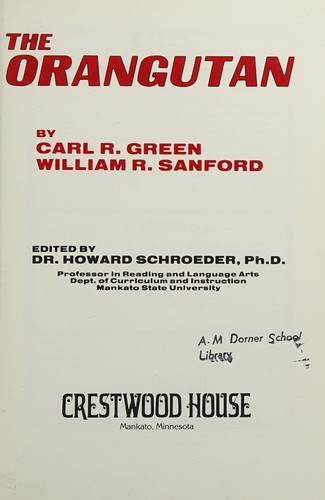 THE
ORANGUTAN
BY
CARL R. GREEN
WILLIAM R. SANFORD
EDITED BY
DR. HOWARD SCHROEDER, Ph.D.
Professor in Reading and Language Arts
Dept. of Curriculum and Instruction
Mankato State University
A.M Dorner School
Library
CRESTWOOD HOUSE
Mankato, Minnesota